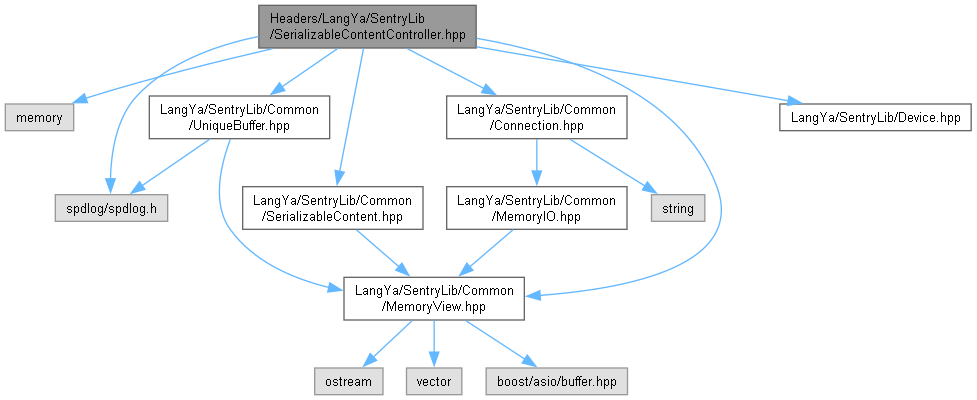 Headers/LangYa/SentryLib
/SerializableContentController.hpp
memory
LangYa/SentryLib/Common
/UniqueBuffer.hpp
LangYa/SentryLib/Common
/Connection.hpp
LangYa/SentryLib/Device.hpp
spdlog/spdlog.h
LangYa/SentryLib/Common
/SerializableContent.hpp
LangYa/SentryLib/Common
/MemoryIO.hpp
string
LangYa/SentryLib/Common
/MemoryView.hpp
ostream
vector
boost/asio/buffer.hpp